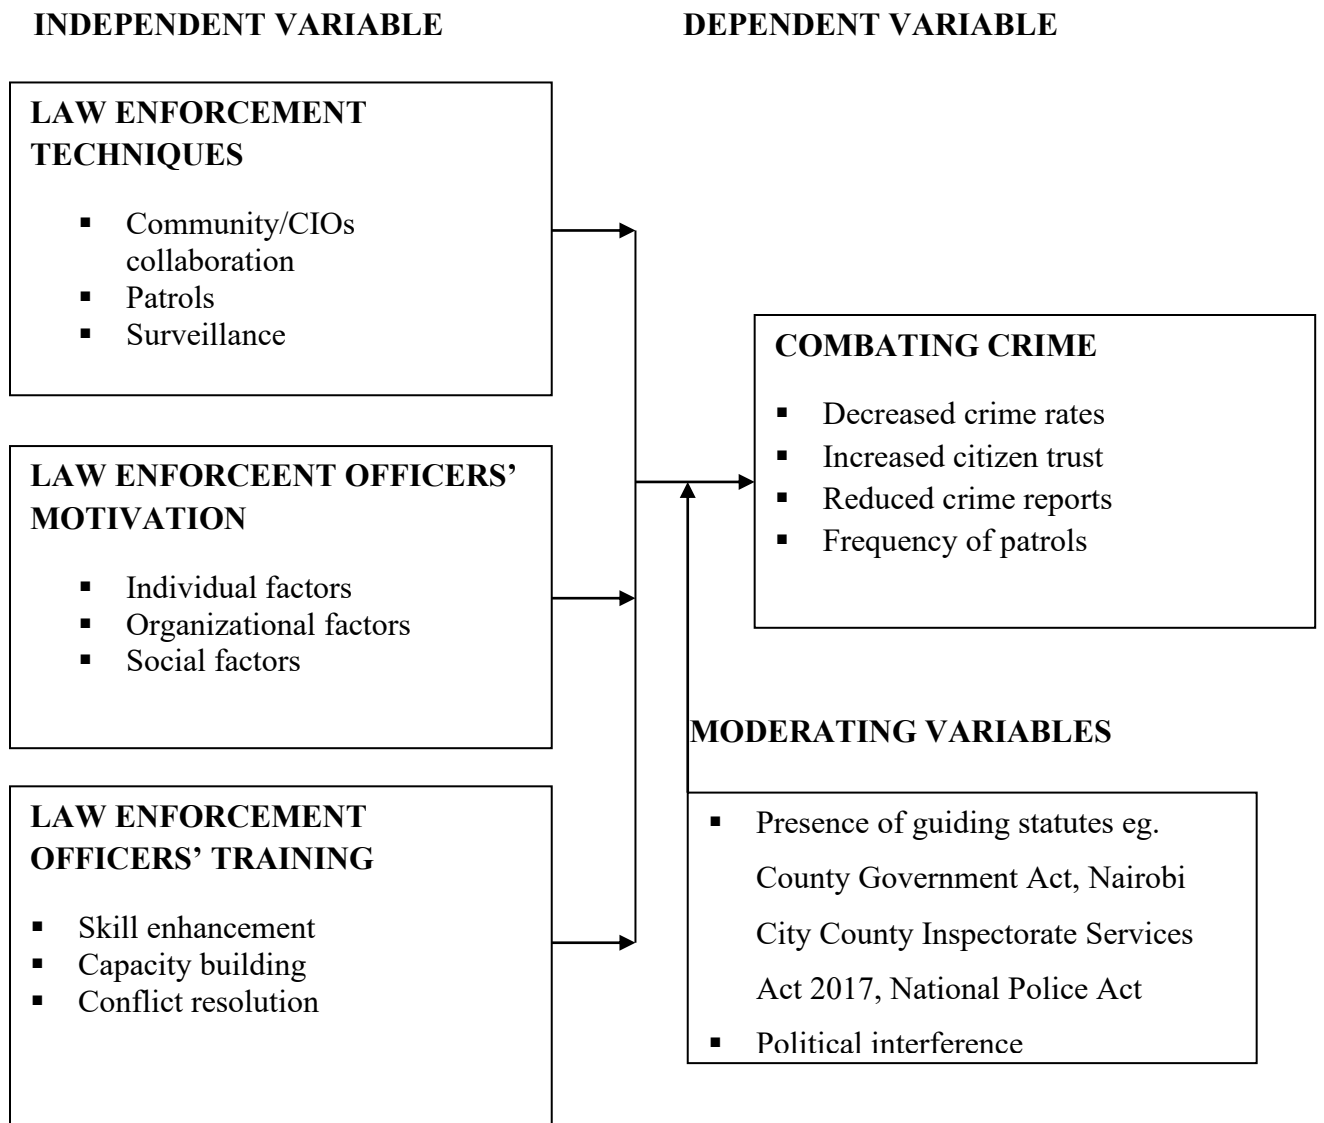 INDEPENDENT VARIABLE
DEPENDENT VARIABLE
LAW ENFORCEMENT
TECHNIQUES
▪ Community/CIOs
collaboration
▪ Patrols
▪ Surveillance
LAW ENFORCEENT OFFICERS’
MOTIVATION
▪ Individual factors
▪ Organizational factors
▪ Social factors
LAW ENFORCEMENT
OFFICERS’ TRAINING
▪ Skill enhancement
▪ Capacity building
▪ Conflict resolution
COMBATING CRIME
▪ Decreased crime rates
▪ Increased citizen trust
▪ Reduced crime reports
▪ Frequency of patrols
MODERATING VARIABLES
▪ Presence of guiding statutes eg.
County Government Act, Nairobi
City County Inspectorate Services
Act 2017, National Police Act
▪ Political interference